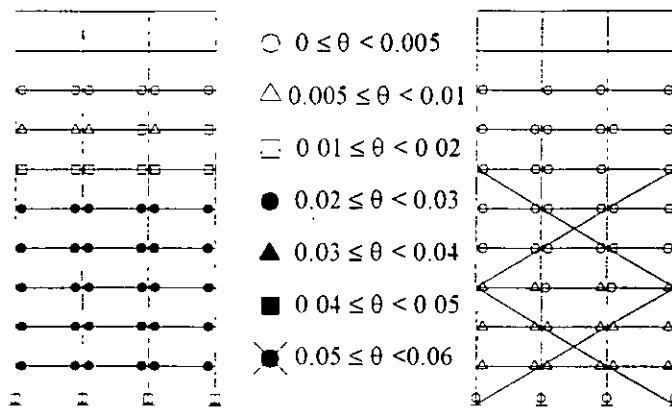 0 ≤ θ < 0.005
0.005 ≤ θ < 0.01
0 01 ≤ θ < 0 02
0.02 ≤ θ < 0.03
0.03 ≤ θ < 0.04
0 04 ≤ θ < 0 05
0.05 ≤ θ <0.06